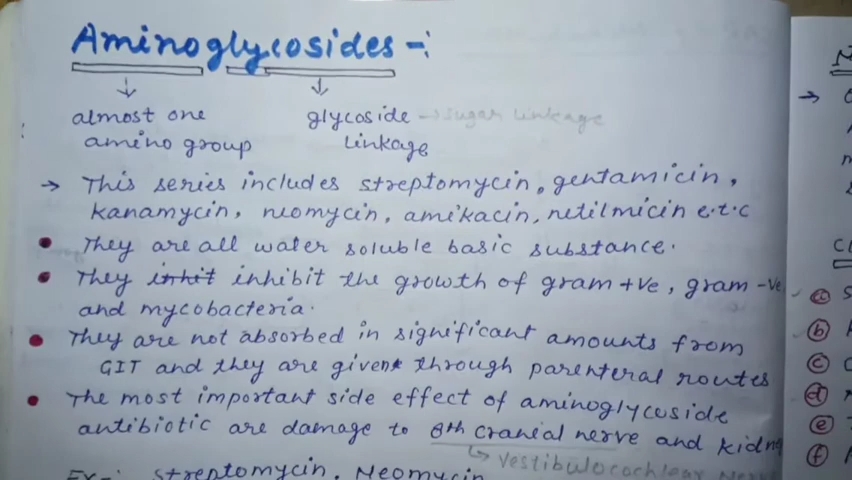 Aminoglycosides -:
almost one amino group
glycoside linkage → sugar linkage
→ This series includes streptomycin, gentamicin,
kanamycin, neomycin, amikacin, netilmicin e.t.c
• They are all water soluble basic substance.
• They inhit inhibit the growth of gram +ve, gram -ve
and mycobacteria.
• They are not absorbed in significant amounts from
GIT and they are given through parenteral routes
• The most important side effect of aminoglycoside
antibiotic are damage to 8th cranial nerve and kidne
↳ Vestibulocochlear Nerve
Ex-: Streptomycin, Neomycin
→
(a) S
(b)
(c) C
(d)
(e)
(f)